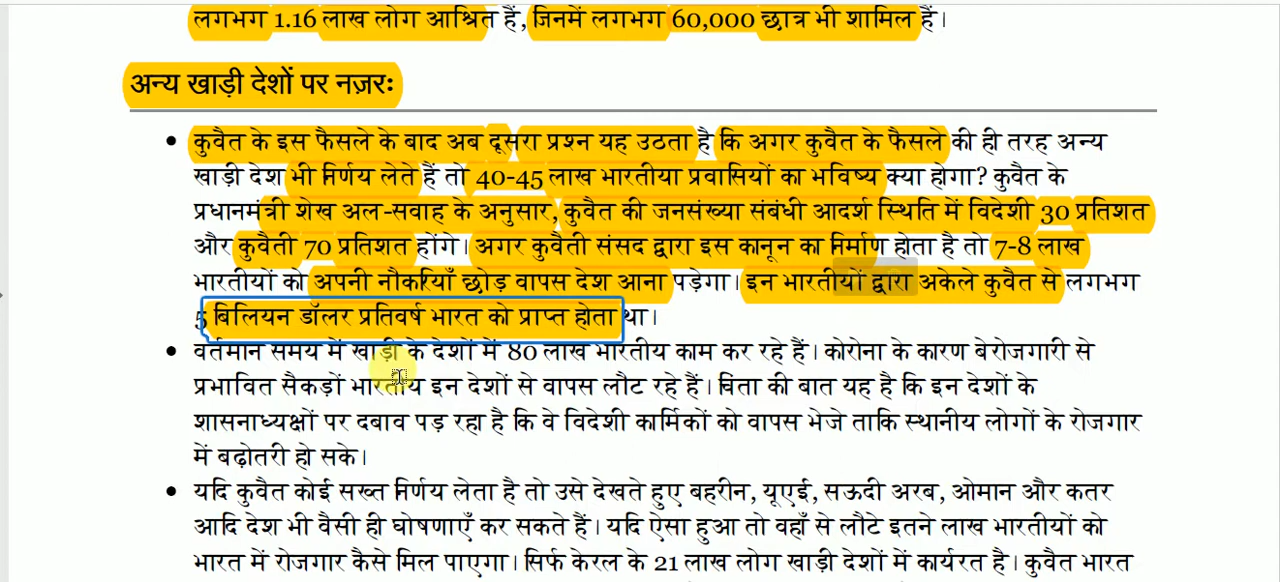 लगभग 1.16 लाख लोग आश्रित हैं, जिनमें लगभग 60,000 छात्र भी शामिल हैं।
अन्य खाड़ी देशों पर नज़रः
• कुवैत के इस फैसले के बाद अब दूसरा प्रश्न यह उठता है कि अगर कुवैत के फैसले की ही तरह अन्य
खाड़ी देश भी निर्णय लेते हैं तो 40-45 लाख भारतीया प्रवासियों का भविष्य क्या होगा? कुवैत के
प्रधानमंत्री शेख अल-सवाह के अनुसार, कुवैत की जनसंख्या संबंधी आदर्श स्थिति में विदेशी 30 प्रतिशत
और कुवैती 70 प्रतिशत होंगे। अगर कुवैती संसद द्वारा इस कानून का निर्माण होता है तो 7-8 लाख
भारतीयों को अपनी नौकरियाँ छोड़ वापस देश आना पड़ेगा। इन भारतीयों द्वारा अकेले कुवैत से लगभग
5 बिलियन डॉलर प्रतिवर्ष भारत को प्राप्त होता था।
• वर्तमान समय में खाड़ी के देशों में 80 लाख भारतीय काम कर रहे हैं। कोरोना के कारण बेरोजगारी से
प्रभावित सैकड़ों भारतीय इन देशों से वापस लौट रहे हैं। चिंता की बात यह है कि इन देशों के
शासनाध्यक्षों पर दबाव पड़ रहा है कि वे विदेशी कार्मिकों को वापस भेजे ताकि स्थानीय लोगों के रोजगार
में बढ़ोतरी हो सके।
• यदि कुवैत कोई सख्त निर्णय लेता है तो उसे देखते हुए बहरीन, यूएई, सऊदी अरब, ओमान और कतर
आदि देश भी वैसी ही घोषणाएँ कर सकते हैं। यदि ऐसा हुआ तो वहाँ से लौटे इतने लाख भारतीयों को
भारत में रोजगार कैसे मिल पाएगा। सिर्फ केरल के 21 लाख लोग खाड़ी देशों में कार्यरत है। कुवैत भारत